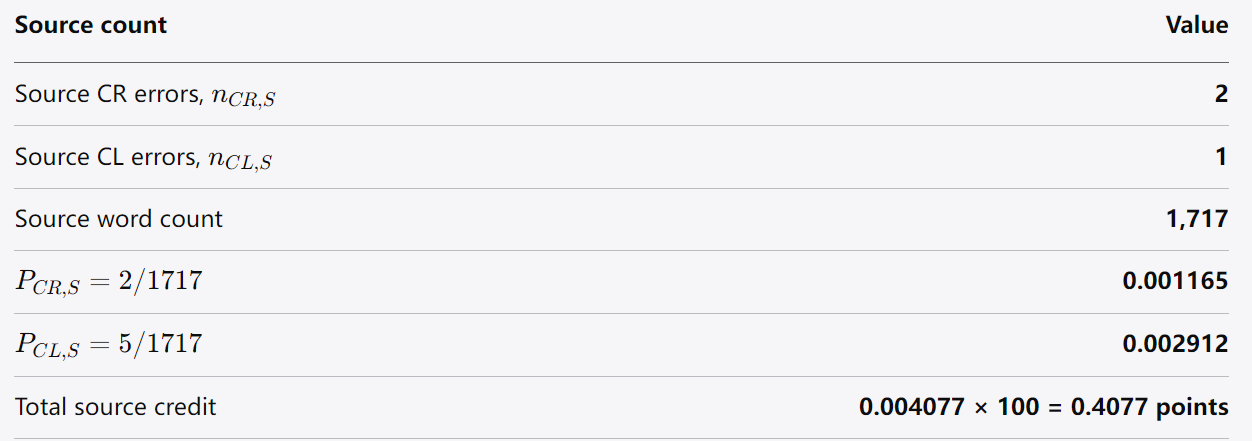 Source count Value
Source CR errors, n_{CR,S} 2
Source CL errors, n_{CL,S} 1
Source word count 1,717
P_{CR,S} = 2/1717 0.001165
P_{CL,S} = 5/1717 0.002912
Total source credit 0.004077 × 100 = 0.4077 points